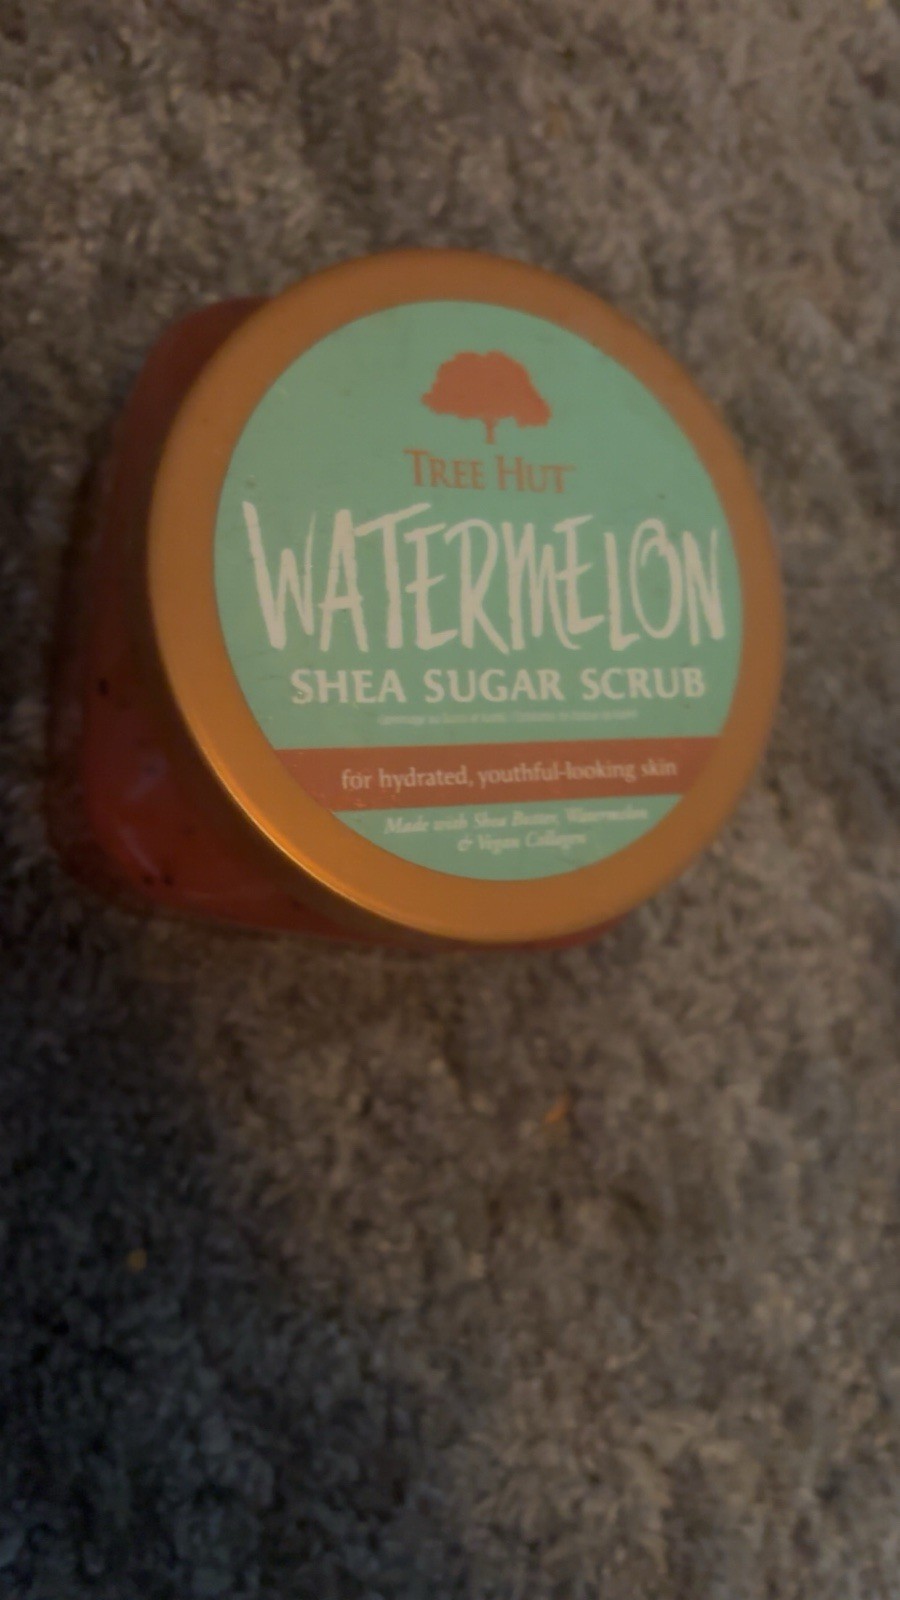 TREE HUT
WATERMELON
SHEA SUGAR SCRUB
for hydrated, youthful-looking skin
Made with Shea Butter, Watermelon
& Vegan Collagen